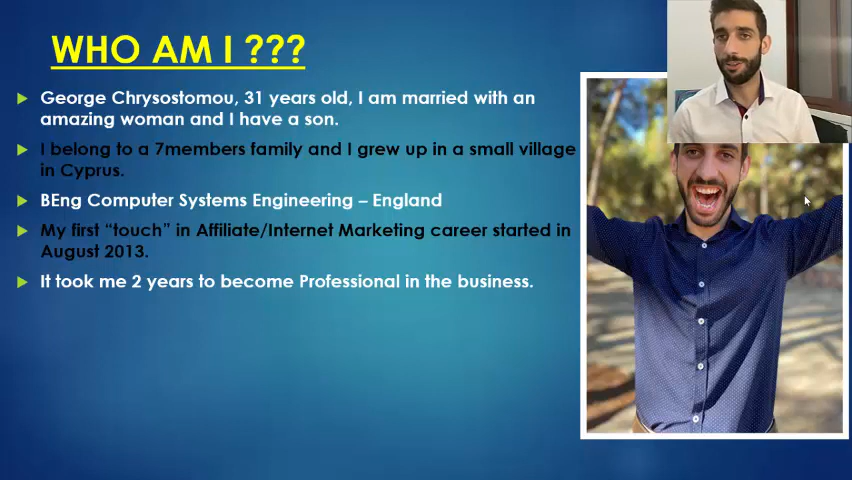 WHO AM I ???
George Chrysostomou, 31 years old, I am married with an
amazing woman and I have a son.
I belong to a 7members family and I grew up in a small village
in Cyprus.
BEng Computer Systems Engineering – England
My first “touch” in Affiliate/Internet Marketing career started in
August 2013.
It took me 2 years to become Professional in the business.